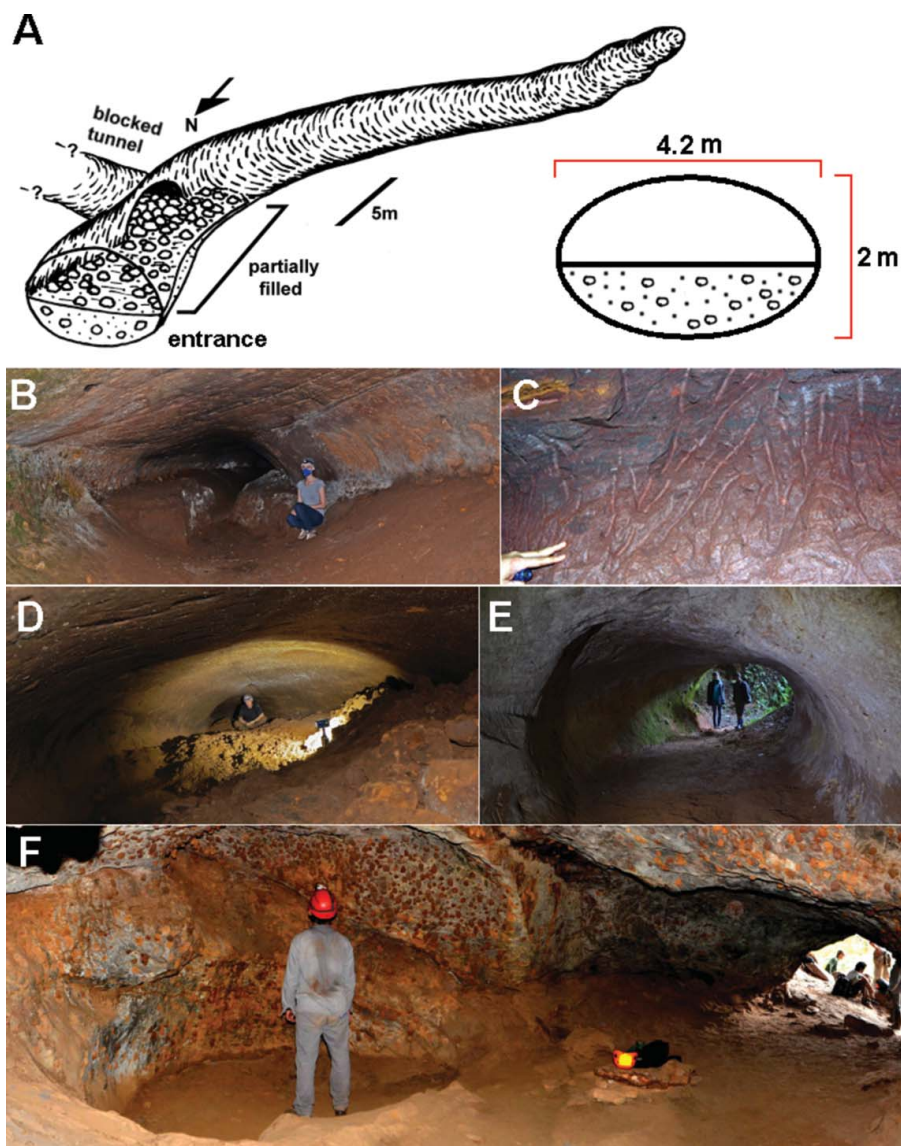 A
blocked
tunnel
N
-?
-?
5m
partially
filled
entrance
4.2 m
2 m
B
C
D
E
F